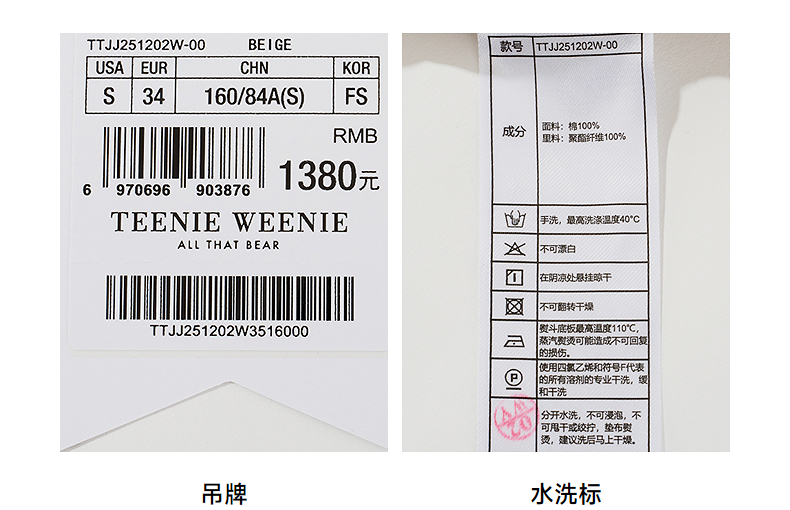 TTJJ251202W-00 BEIGE
USA EUR CHN KOR
S 34 160/84A(S) FS
RMB
1380元
6 970696 903876
TEENIE WEENIE
ALL THAT BEAR
TTJJ251202W3516000
吊牌
款号 TTJJ251202W-00
成分
面料：棉100%
里料：聚酯纤维100%
手洗，最高洗涤温度40°C
不可漂白
在阴凉处悬挂晾干
不可翻转干燥
熨斗底板最高温度110℃，
蒸汽熨烫可能造成不可回复
的损伤。
P
使用四氯乙烯和符号F代表
的所有溶剂的专业干洗，缓
和干洗
分开水洗，不可浸泡，不
可甩干或绞拧，垫布熨
烫，建议洗后马上干燥。
水洗标